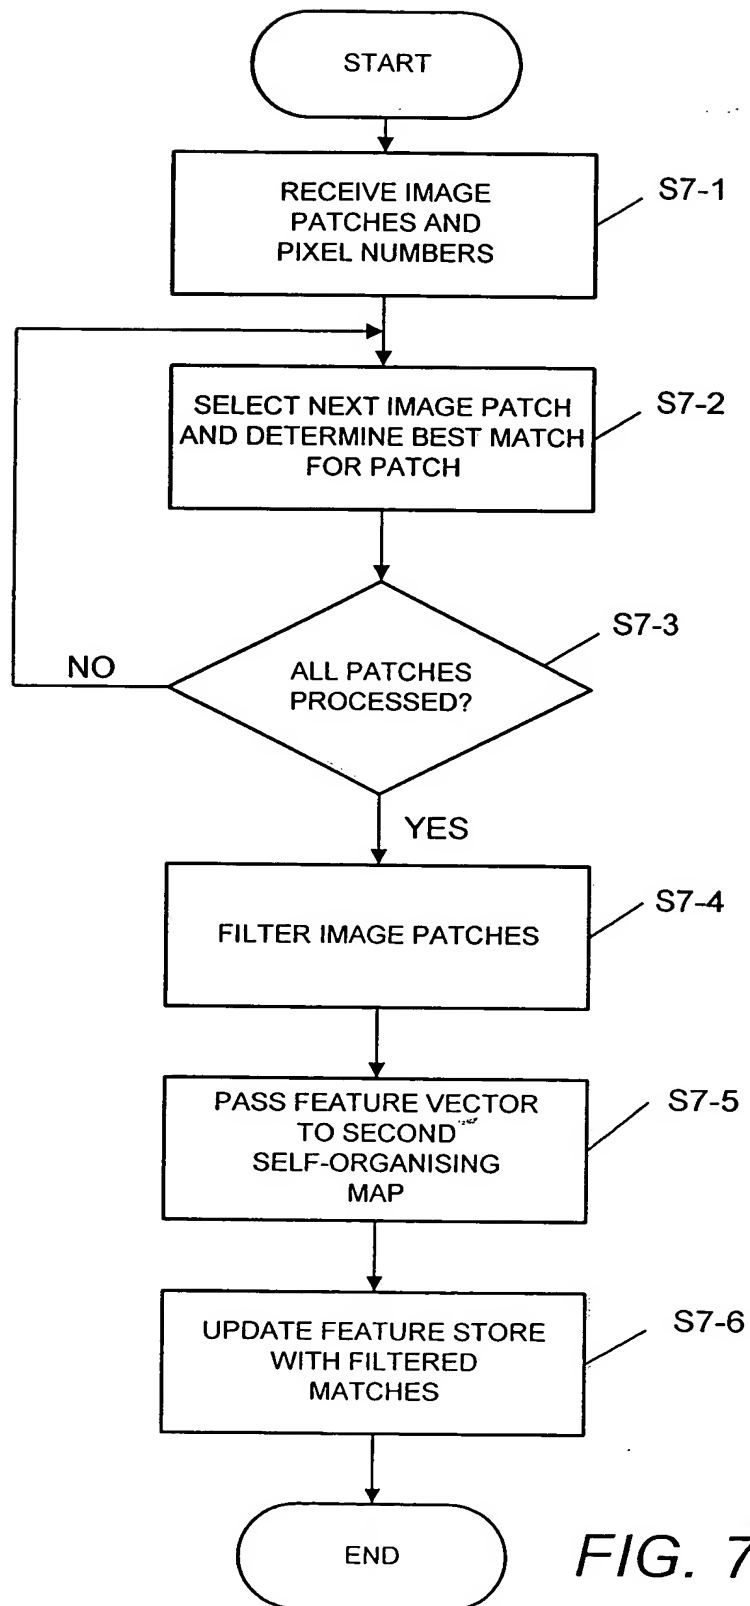 START
RECEIVE IMAGE
PATCHES AND
PIXEL NUMBERS
S7-1
SELECT NEXT IMAGE PATCH
AND DETERMINE BEST MATCH
FOR PATCH
S7-2
ALL PATCHES
PROCESSED?
S7-3
NO
YES
FILTER IMAGE PATCHES
S7-4
PASS FEATURE VECTOR
TO SECOND
SELF-ORGANISING
MAP
S7-5
UPDATE FEATURE STORE
WITH FILTERED
MATCHES
S7-6
END
FIG. 7